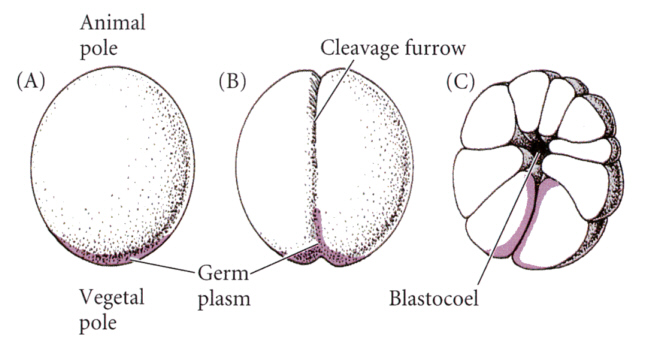 Animal
pole
Cleavage furrow
(A)
(B)
(C)
Germ
plasm
Vegetal
pole
Blastocoel